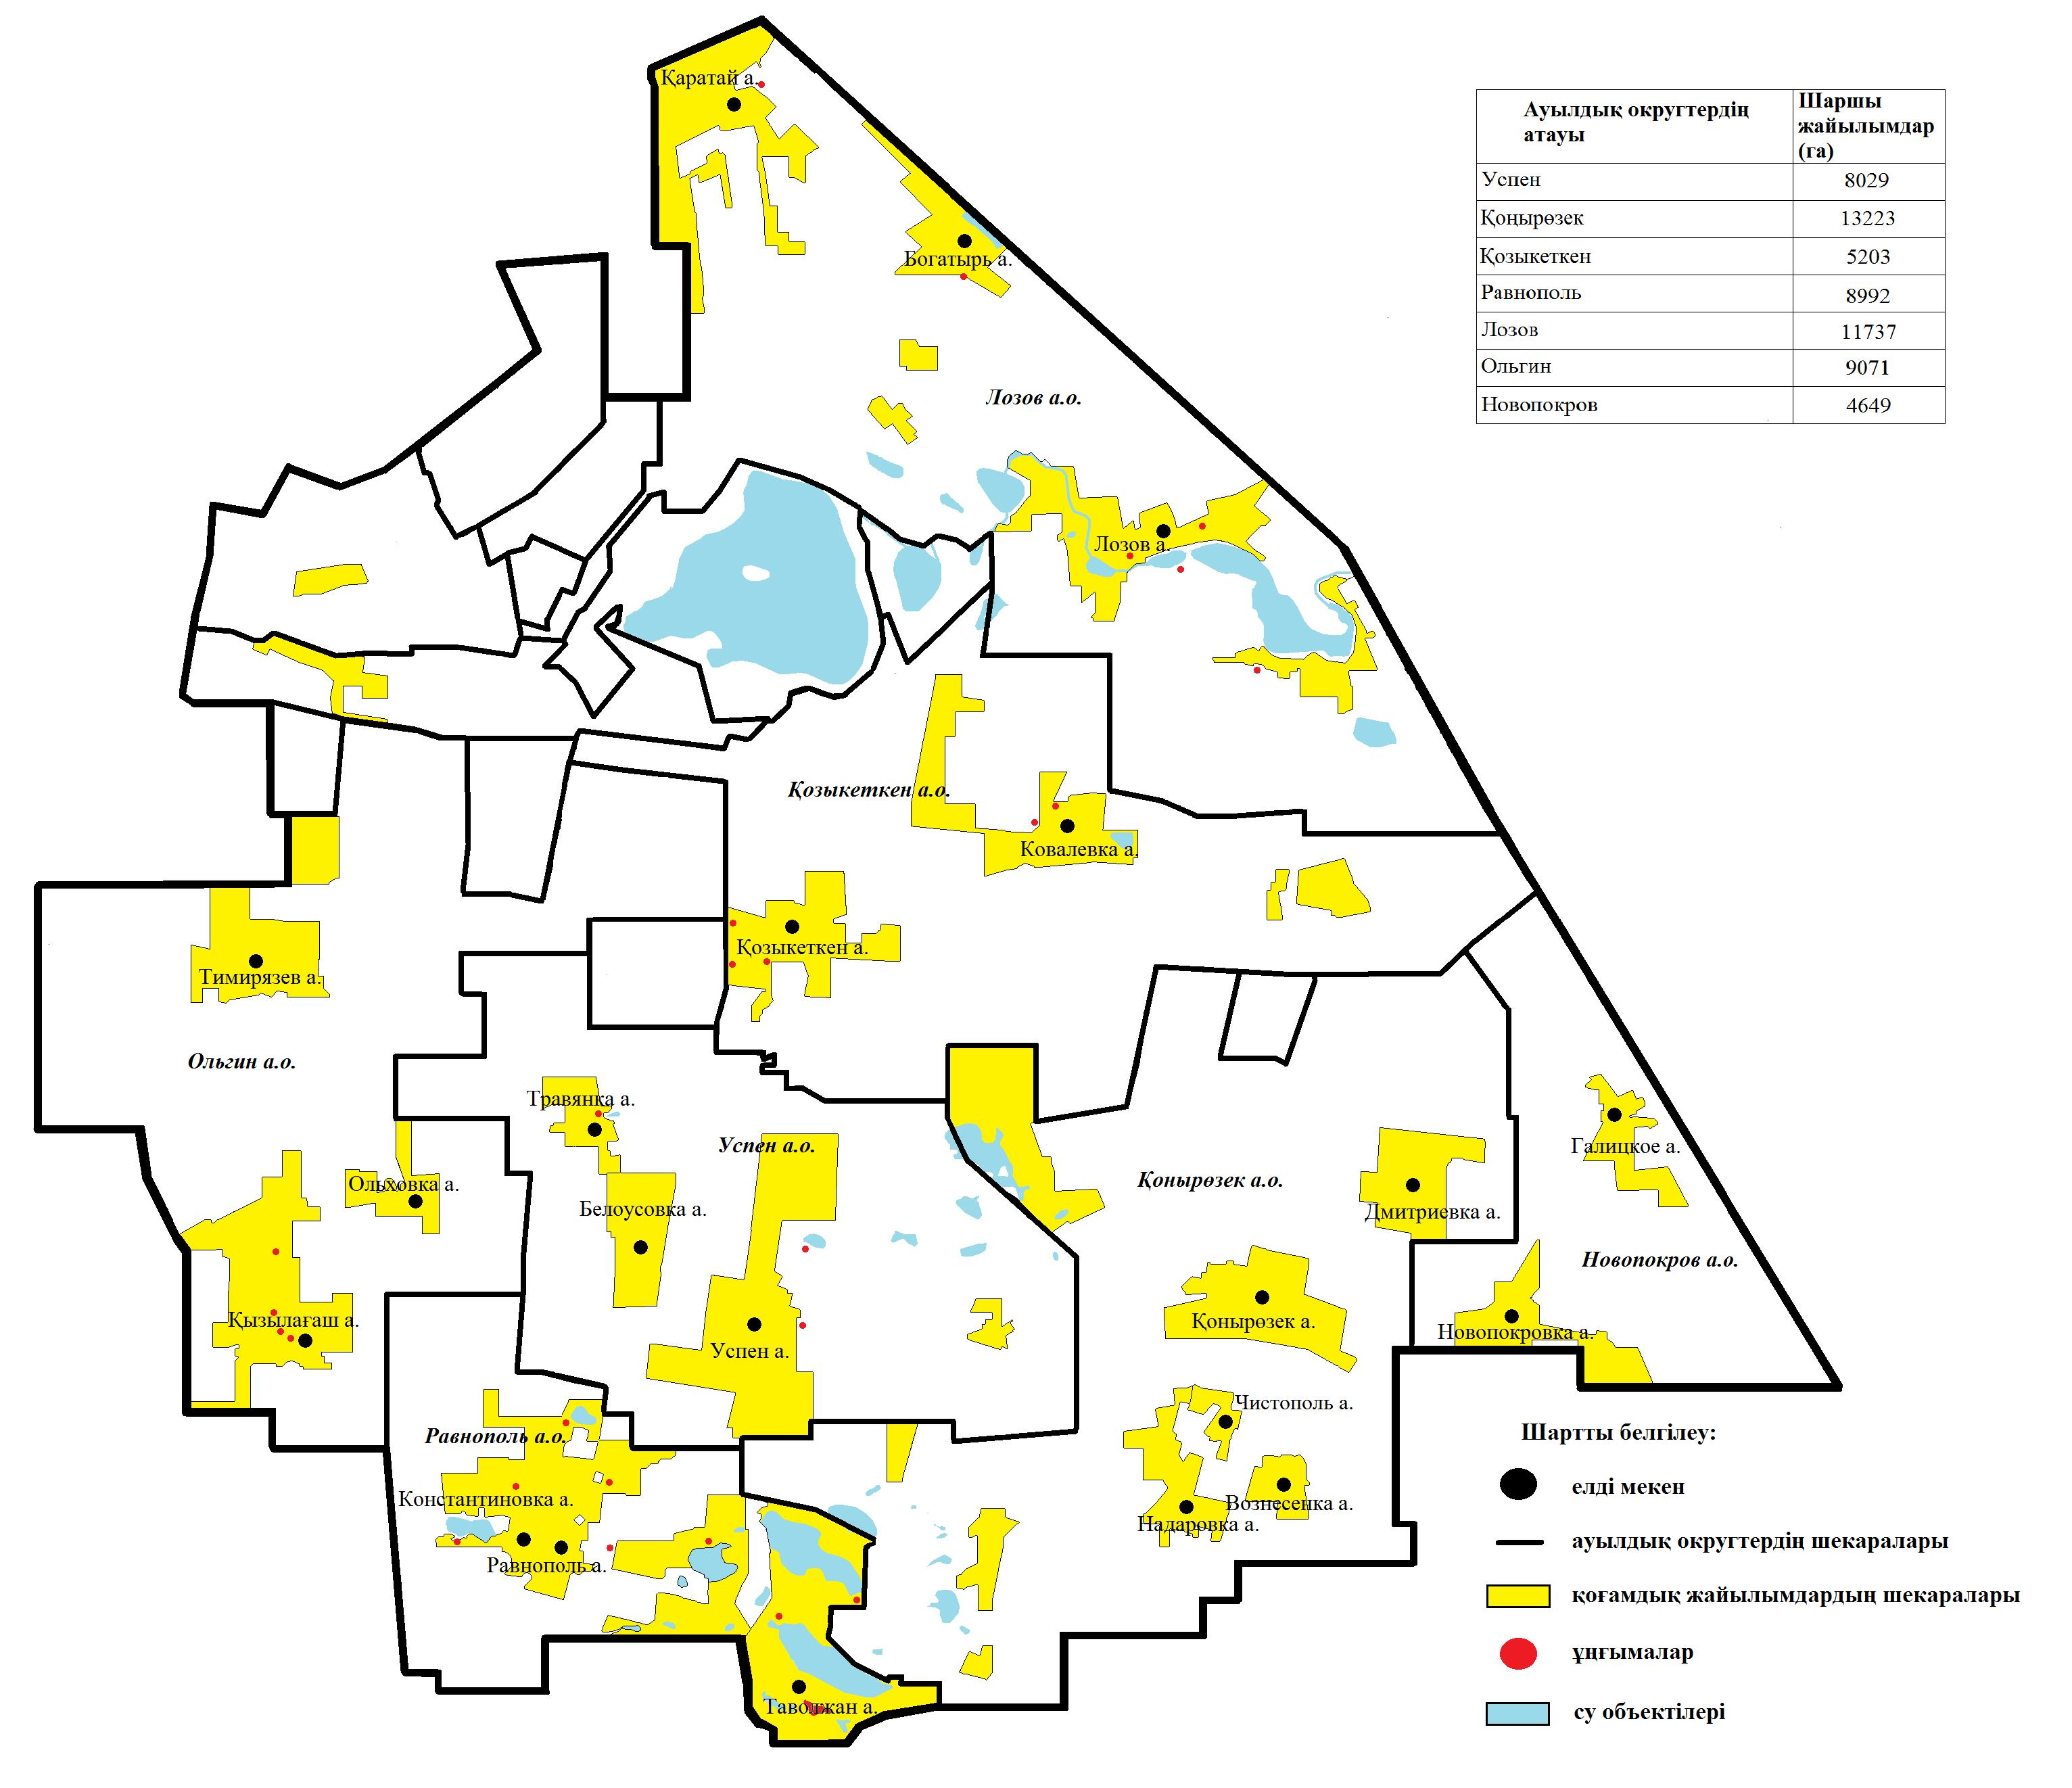 Ауылдық округтердің
атауы
Шаршы
жайылымдар
(га)
Успен 8029
Қоңырөзек 13223
Қозыкеткен 5203
Равнополь 8992
Лозов 11737
Ольгин 9071
Новопокров 4649
Қаратай а.
Богатырь а.
Лозов а.о.
Лозов а.
Қозыкеткен а.о.
Ковалевка а.
Қозыкеткен а.
Тимирязев а.
Ольгин а.о.
Травянка а.
Успен а.о.
Галицкое а.
Ольховка а.
Қонырөзек а.о.
Белоусовка а.
Дмитриевка а.
Новопокров а.о.
Қызылағаш а.
Қонырөзек а.
Новопокровка а.
Успен а.
Чистополь а.
Равнополь а.о.
Константиновка а.
Вознесенка а.
Надаровка а.
Равнополь а.
Таволжан а.
Шартты белгілеу:
елді мекен
ауылдық округтердің шекаралары
қоғамдық жайылымдардың шекаралары
ұңғымалар
су объектілері